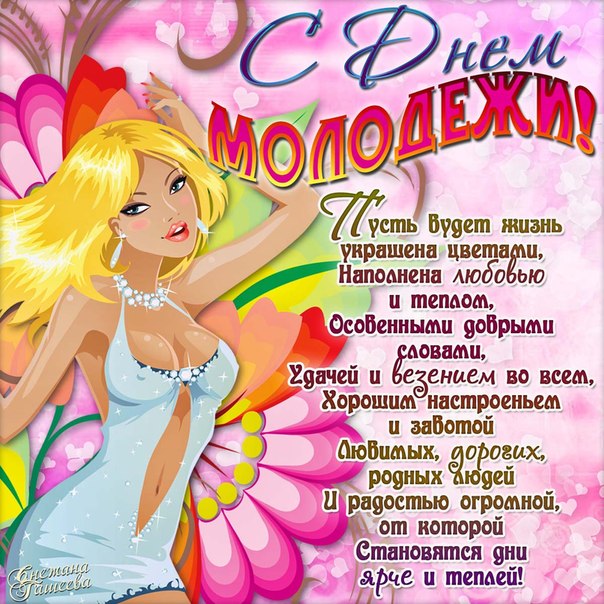 С Днем
МОЛОДЕЖИ!
Пусть будет жизнь
украшена цветами,
Наполнена любовью
и теплом,
Особенными добрыми
словами,
Удачей и везением во всем,
Хорошим настроеньем
и заботой
Любимых, дорогих,
родных людей
И радостью огромной,
от которой
Становятся дни
ярче и теплей!
Снежана
Гашеева